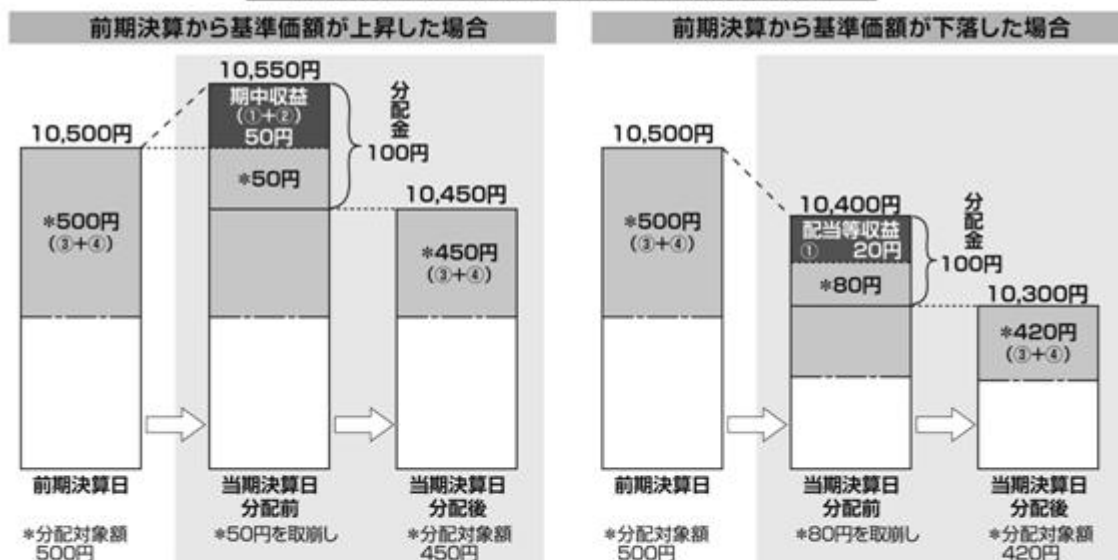 前期決算から基準価額が上昇した場合
10,550円
期中収益
(①+②)
50円
分配金
100円
10,500円
*50円
10,450円
*500円
(③+④)
*450円
(③+④)
前期決算日
当期決算日
分配前
当期決算日
分配後
*分配対象額
500円
*50円を取崩し
*分配対象額
450円
前期決算から基準価額が下落した場合
10,500円
10,400円
配当等収益
① 20円
分配金
100円
*500円
(③+④)
*80円
10,300円
*420円
(③+④)
前期決算日
当期決算日
分配前
当期決算日
分配後
*分配対象額
500円
*80円を取崩し
*分配対象額
420円